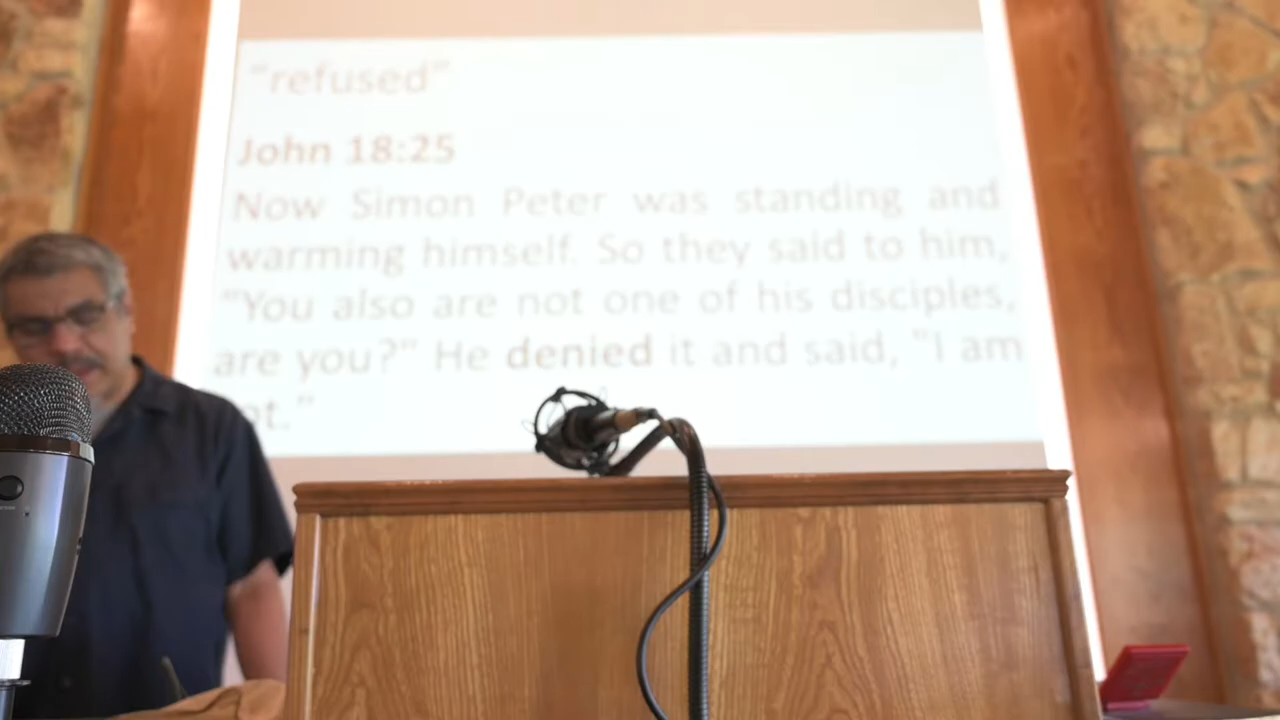 "refused"
John 18:25
Now Simon Peter was standing and
warming himself. So they said to him,
"You also are not one of his disciples,
are you?" He denied it and said, "I am
ot."